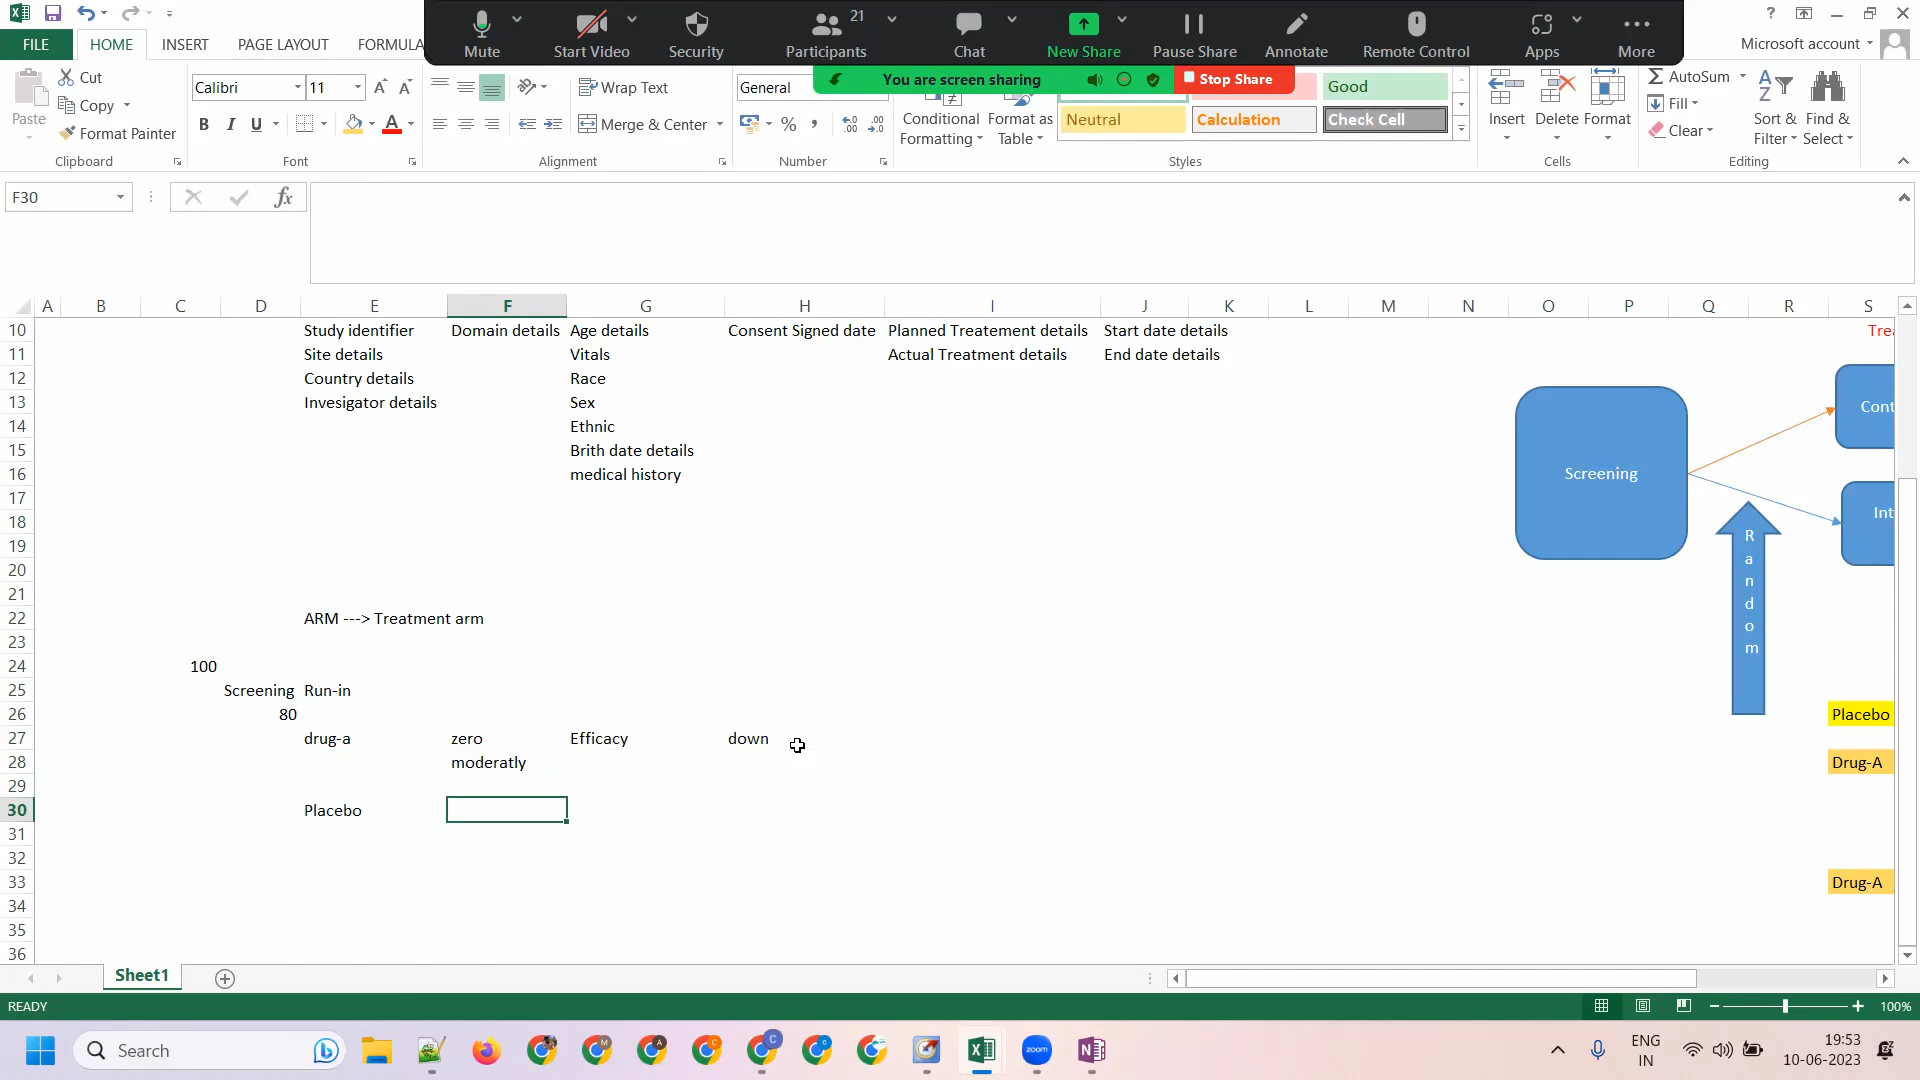 Mute
Start Video
Security
Participants 21
Chat
New Share
Pause Share
Annotate
Remote Control
Apps
More
You are screen sharing
Stop Share
FILE
HOME
INSERT
PAGE LAYOUT
FORMULA
Microsoft account
Paste
Cut
Copy
Format Painter
Clipboard
Calibri
11
B I U
Font
Wrap Text
Merge & Center
Alignment
General
%
Number
Conditional Formatting
Format as Table
Good
Neutral
Calculation
Check Cell
Styles
Insert
Delete
Format
Cells
AutoSum
Fill
Clear
Sort & Filter
Find & Select
Editing
F30
fx
A B C D E F G H I J K L M N O P Q R S
10 Study identifier Domain details Age details Consent Signed date Planned Treatement details Start date details Trea
11 Site details Vitals Actual Treatment details End date details
12 Country details Race
13 Invesigator details Sex
14 Ethnic
15 Brith date details
16 medical history
17
18
19
20
21
22 ARM ---> Treatment arm
23
24 100
25 Screening Run-in
26 80 Placebo
27 drug-a zero Efficacy down
28 moderatly Drug-A
29
30 Placebo
31
32
33 Drug-A
34
35
36
Screening
Cont
Int
R
a
n
d
o
m
Sheet1
READY
100%
Search
zoom
ENG
IN
19:53
10-06-2023